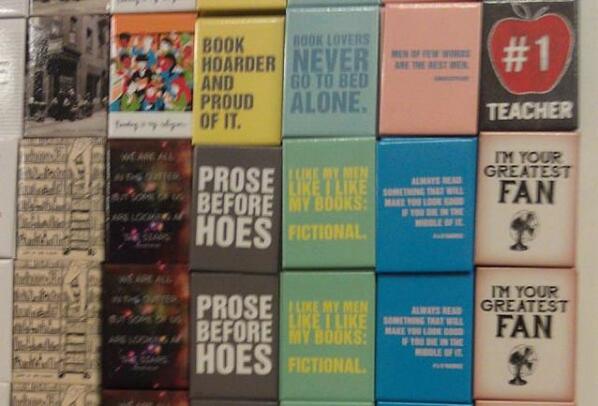 BOOK
HOARDER
AND
PROUD
OF IT.
BOOK LOVERS
NEVER
GO TO BED
ALONE.
MEN OF FEW WORDS
ARE THE BEST MEN.
#1
TEACHER
Reading is my religion
WE ARE ALL
IN THE GUTTER,
BUT SOME OF US
ARE LOOKING AT
THE STARS
PROSE
BEFORE
HOES
I LIKE MY MEN
LIKE I LIKE
MY BOOKS:
FICTIONAL.
ALWAYS READ
SOMETHING THAT WILL
MAKE YOU LOOK GOOD
IF YOU DIE IN THE
MIDDLE OF IT.
I'M YOUR
GREATEST
FAN
WE ARE ALL
IN THE GUTTER,
BUT SOME OF US
ARE LOOKING AT
THE STARS
PROSE
BEFORE
HOES
I LIKE MY MEN
LIKE I LIKE
MY BOOKS:
FICTIONAL.
ALWAYS READ
SOMETHING THAT WILL
MAKE YOU LOOK GOOD
IF YOU DIE IN THE
MIDDLE OF IT.
I'M YOUR
GREATEST
FAN